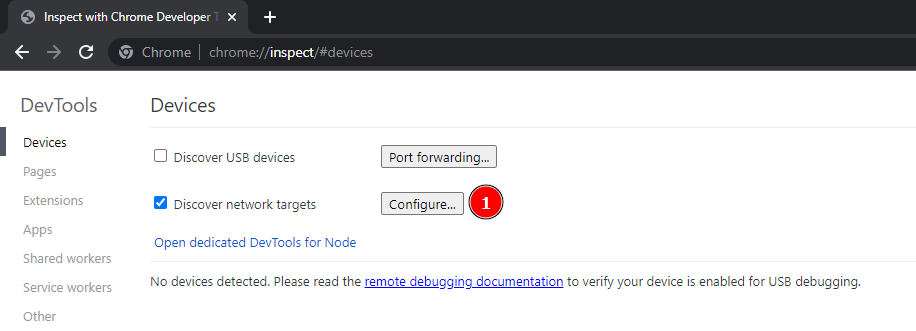 Inspect with Chrome Developer T
Chrome | chrome://inspect/#devices
DevTools
Devices
Pages
Extensions
Apps
Shared workers
Service workers
Other
Devices
Discover USB devices
Port forwarding...
Discover network targets
Configure...
1
Open dedicated DevTools for Node
No devices detected. Please read the remote debugging documentation to verify your device is enabled for USB debugging.